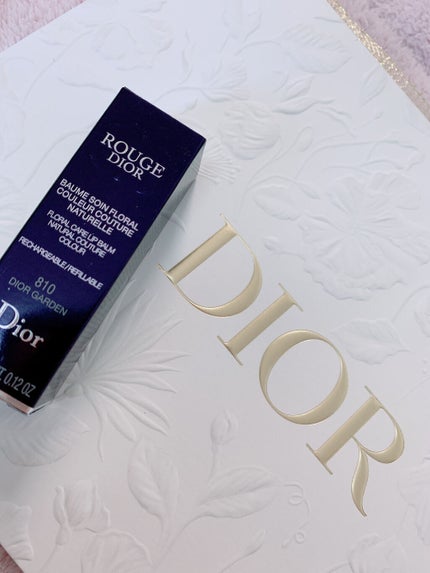 ROUGE
DIOR
BAUME SOIN FLORAL
COULEUR COUTURE
NATURELLE
FLORAL CARE LIP BALM
NATURAL COUTURE
COLOUR
RECHARGEABLE/REFILLABLE
810
DIOR GARDEN
Dior
T. 0.12 OZ
DIOR